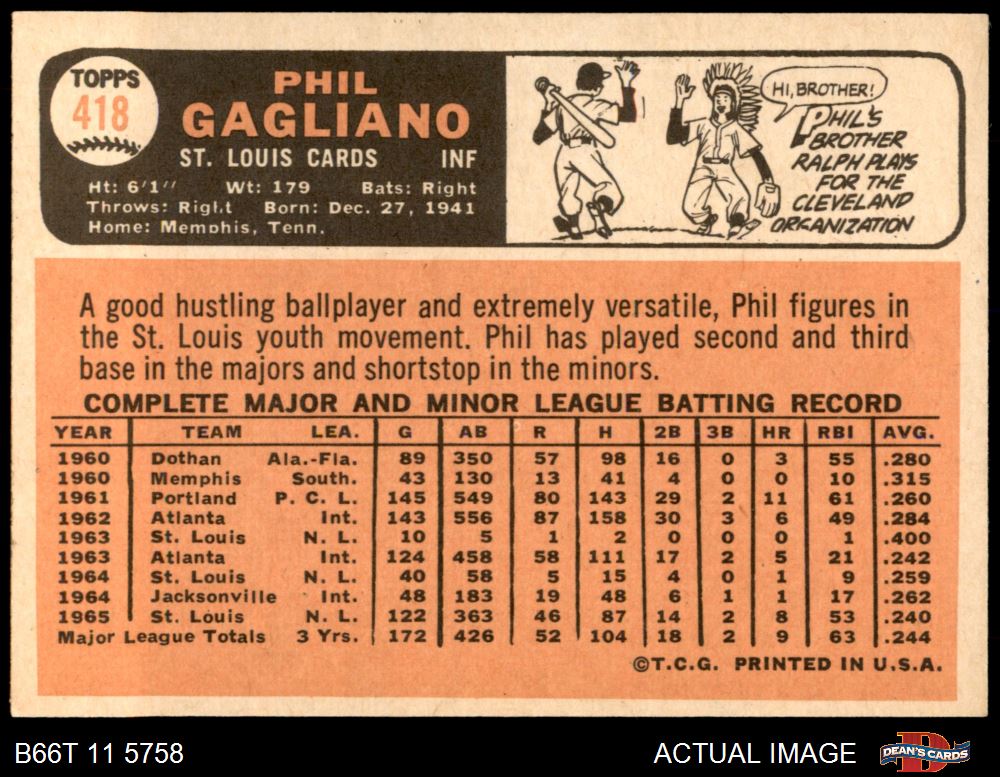 TOPPS
418
PHIL
GAGLIANO
ST. LOUIS CARDS INF
Ht: 6'1" Wt: 179 Bats: Right
Throws: Right Born: Dec. 27, 1941
Home: Memphis, Tenn.
HI, BROTHER!
PHIL'S
BROTHER
RALPH PLAYS
FOR THE
CLEVELAND
ORGANIZATION
A good hustling ballplayer and extremely versatile, Phil figures in
the St. Louis youth movement. Phil has played second and third
base in the majors and shortstop in the minors.
COMPLETE MAJOR AND MINOR LEAGUE BATTING RECORD
YEAR TEAM LEA. G AB R H 2B 3B HR RBI AVG.
1960 Dothan Ala.-Fla. 89 350 57 98 16 0 3 55 .280
1960 Memphis South. 43 130 13 41 4 0 0 10 .315
1961 Portland P. C. L. 145 549 80 143 29 2 11 61 .260
1962 Atlanta Int. 143 556 87 158 30 3 6 49 .284
1963 St. Louis N. L. 10 5 1 2 0 0 0 1 .400
1963 Atlanta Int. 124 458 58 111 17 2 5 21 .242
1964 St. Louis N. L. 40 58 5 15 4 0 1 9 .259
1964 Jacksonville Int. 48 183 19 48 6 1 1 17 .262
1965 St. Louis N. L. 122 363 46 87 14 2 8 53 .240
Major League Totals 3 Yrs. 172 426 52 104 18 2 9 63 .244
©T.C.G. PRINTED IN U.S.A.
B66T 11 5758 ACTUAL IMAGE DEAN'S CARDS